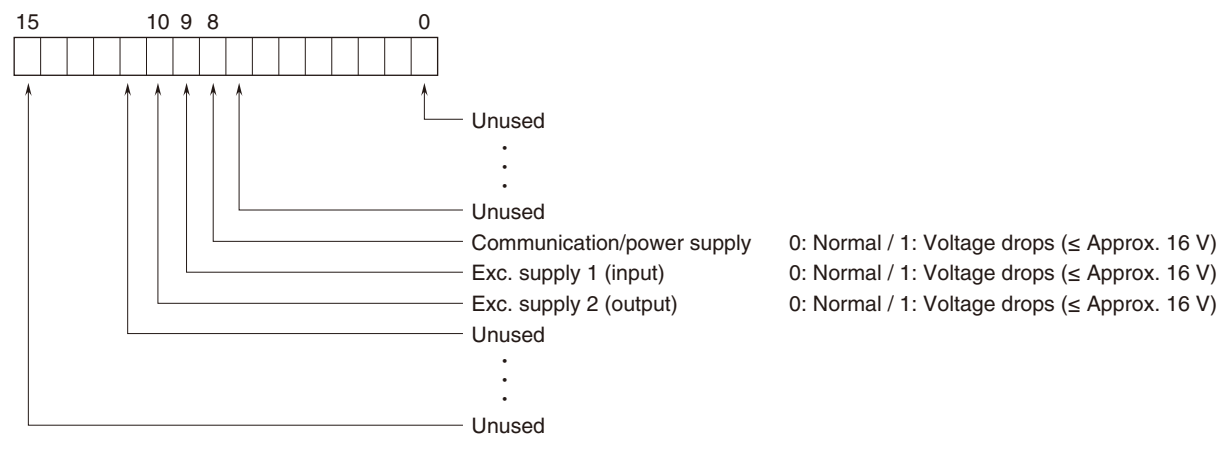 15 10 9 8 0
Unused
Unused
Communication/power supply 0: Normal / 1: Voltage drops (≤ Approx. 16 V)
Exc. supply 1 (input) 0: Normal / 1: Voltage drops (≤ Approx. 16 V)
Exc. supply 2 (output) 0: Normal / 1: Voltage drops (≤ Approx. 16 V)
Unused
Unused